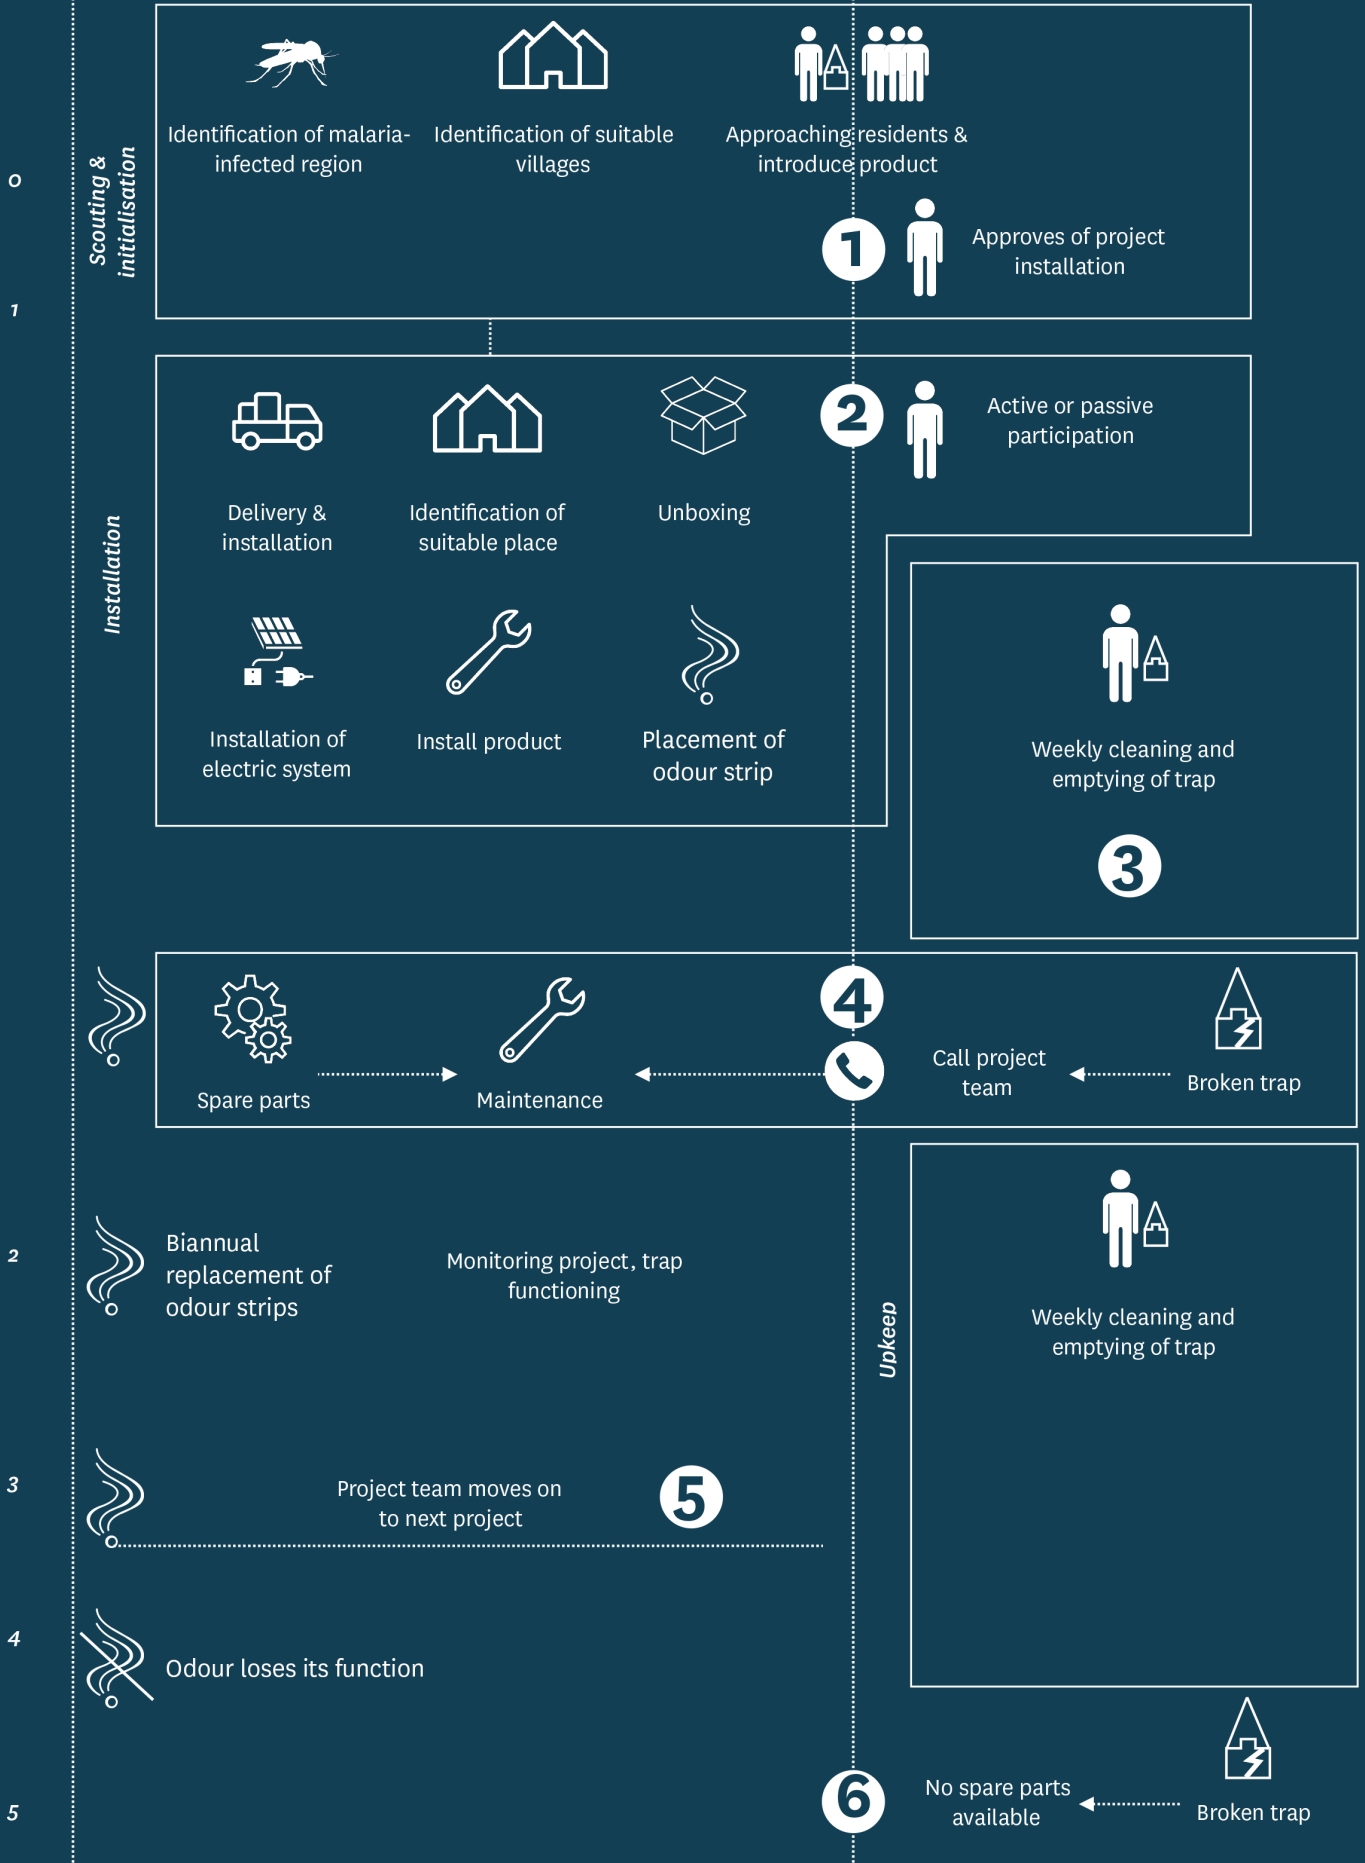 Identification of malaria-
infected region
Identification of suitable
villages
Approaching residents &
introduce product
0
Scouting &
initialisation
1
Approves of project
installation
1
2
Active or passive
participation
Delivery &
installation
Identification of
suitable place
Unboxing
Installation
Installation of
electric system
Install product
Placement of
odour strip
Weekly cleaning and
emptying of trap
3
4
Spare parts
Maintenance
Call project
team
Broken trap
2
Biannual
replacement of
odour strips
Monitoring project, trap
functioning
Upkeep
Weekly cleaning and
emptying of trap
3
Project team moves on
to next project
5
4
Odour loses its function
5
6
No spare parts
available
Broken trap